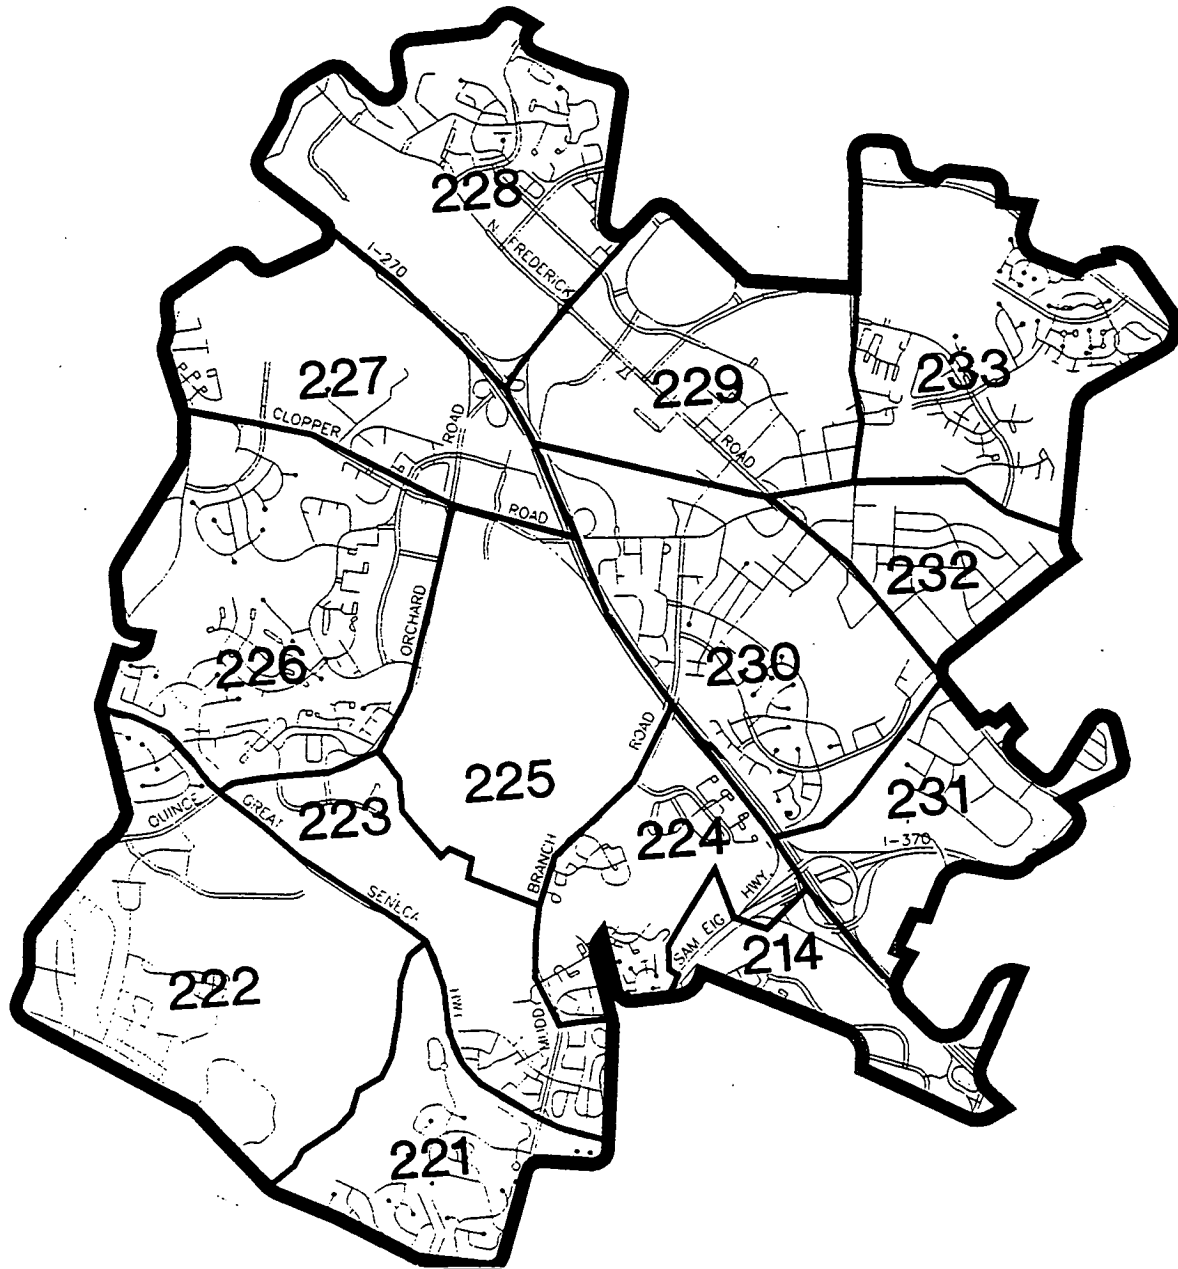 228
N FREDERICK
I-270
227
229
233
CLOPPER
ROAD
ROAD
ROAD
232
ORCHARD
226
230
ROAD
225
QUINCE
GREAT
223
231
224
I-370
BRANCH
HWY
SENECA
SAM EIG
214
222
HWY
MUDD
221